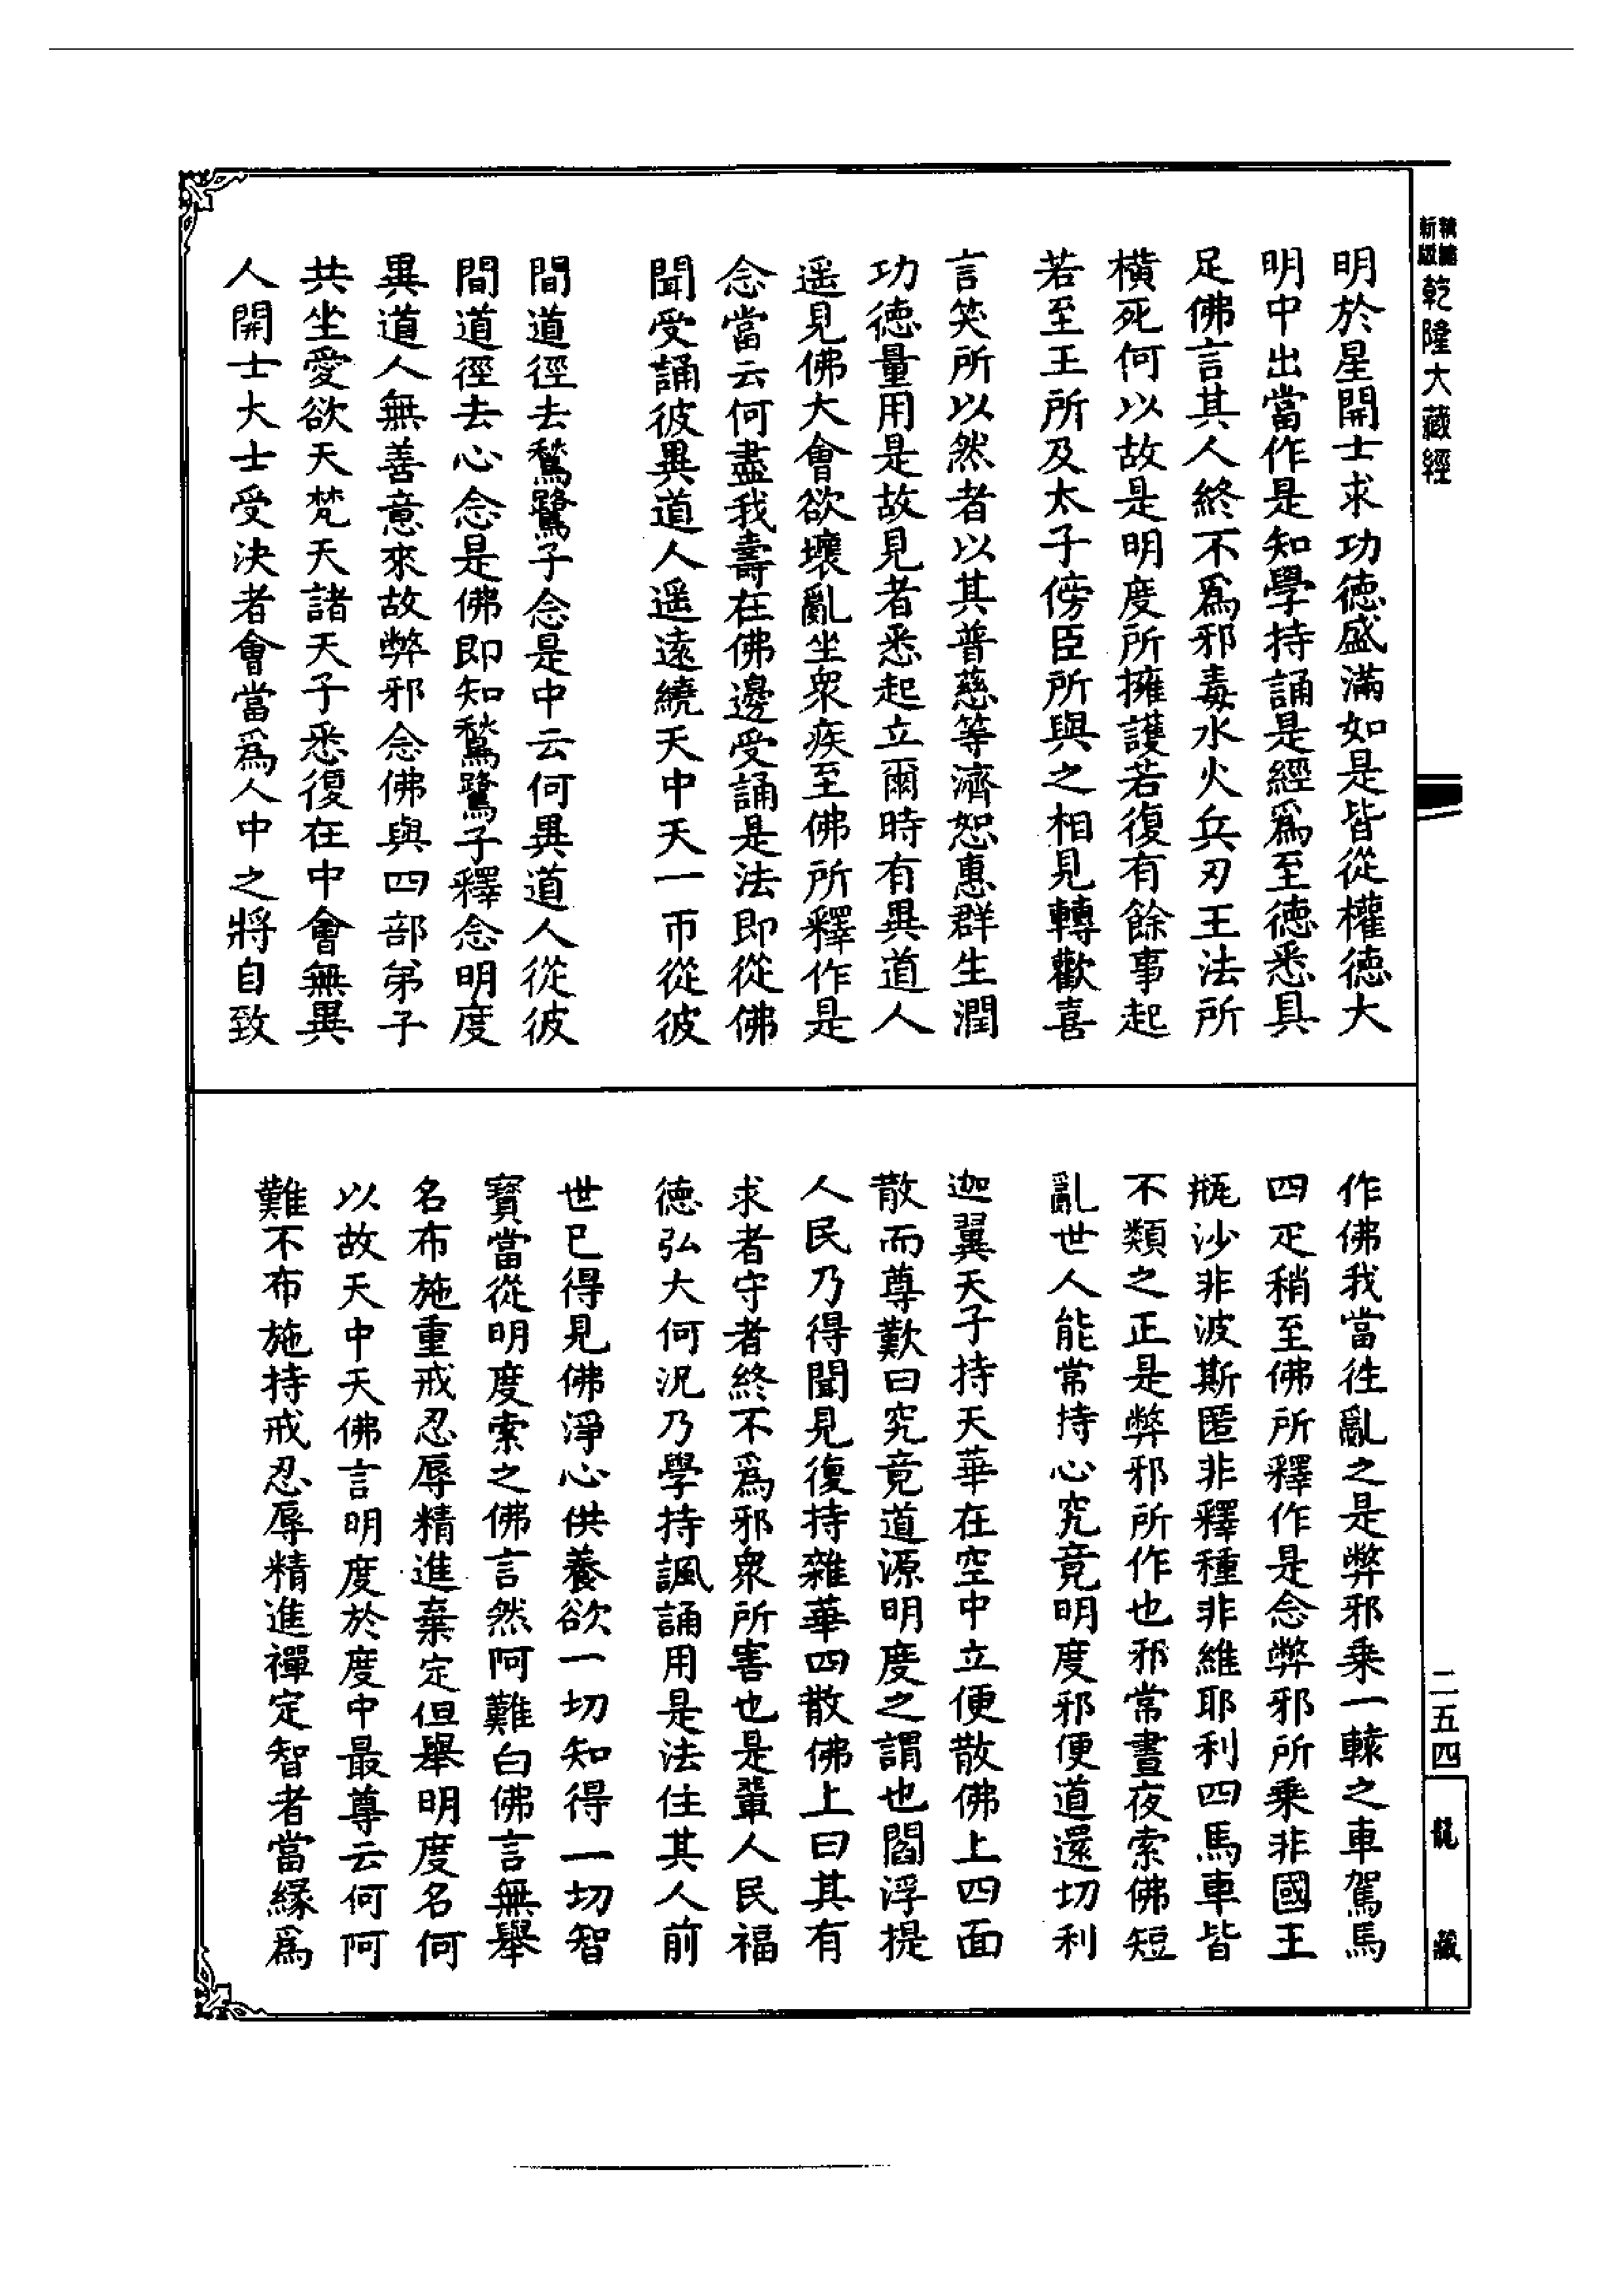 新版 精縮
乾隆大藏經
明於星開士求功德盛滿如是皆從權德大
明中出當作是知學持誦是經爲至德悉具
足佛言其人終不爲邪毒水火兵刃王法所
橫死何以故是明度所擁護若復有餘事起
若至王所及太子傍臣所與之相見轉歡喜
言笑所以然者以其普慈等濟恕惠群生潤
功德量用是故見者悉起立爾時有異道人
遥見佛大會欲壞亂坐衆疾至佛所釋作是
念當云何盡我壽在佛邊受誦是法即從佛
聞受誦彼異道人遥遠繞天中天一帀從彼
間道徑去鶖鷺子念是中云何異道人從彼
間道徑去心念是佛即知鶖鷺子釋念明度
異道人無善意來故弊邪念佛與四部弟子
共坐愛欲天梵天諸天子悉復在中會無異
人開士大士受決者會當爲人中之將自致
作佛我當徃亂之是弊邪乘一轅之車駕馬
四疋稍至佛所釋作是念弊邪所乘非國王
瓶沙非波斯匿非釋種非維耶利四馬車皆
不類之正是弊邪所作也邪常晝夜索佛短
亂世人能常持心究竟明度邪便道還切利
迦翼天子持天華在空中立便散佛上四面
散而尊歎曰究竟道源明度之謂也閻浮提
人民乃得聞見復持雜華四散佛上曰其有
求者守者終不爲邪衆所害也是輩人民福
德弘大何況乃學持諷誦用是法住其人前
世已得見佛淨心供養欲一切知得一切智
寶當從明度索之佛言然阿難白佛言無舉
名布施重戒忍辱精進棄定但舉明度名何
以故天中天佛言明度於度中最尊云何阿
難不布施持戒忍辱精進禪定智者當緣爲
二五四
龍藏